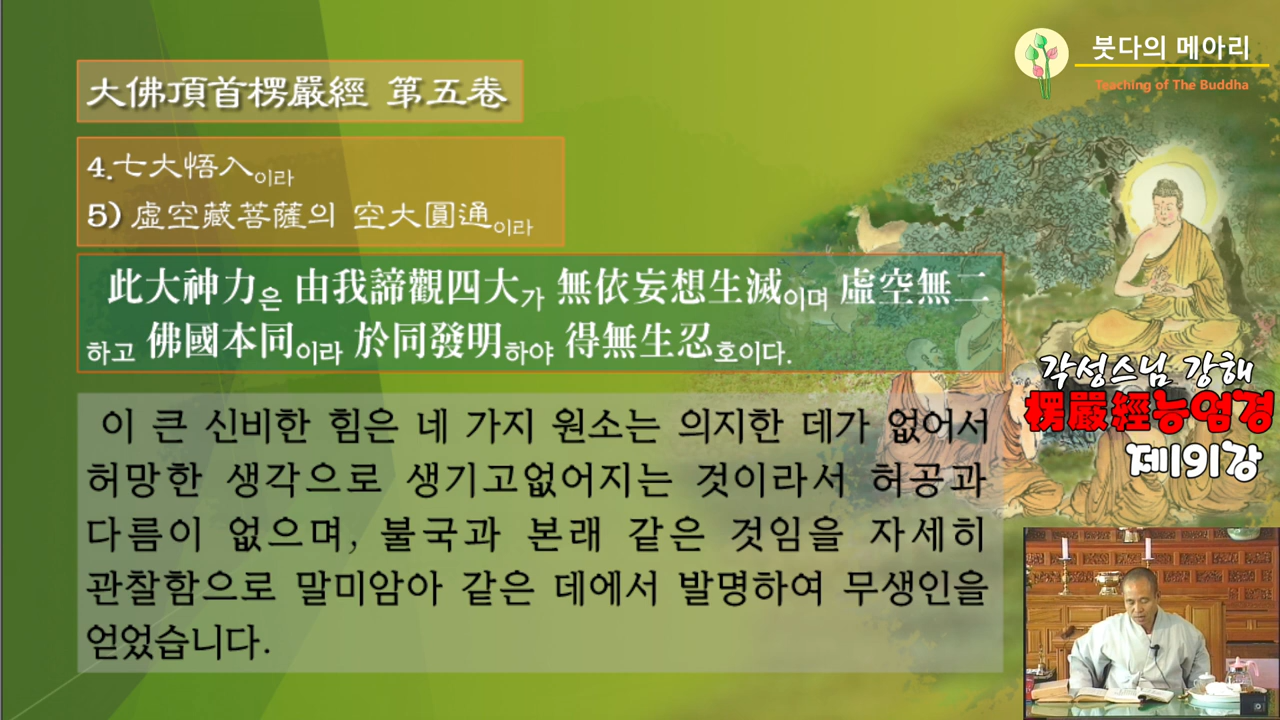 붓다의 메아리
Teaching of The Buddha
大佛頂首楞嚴經 第五卷
4.七大悟入이라
5) 虛空藏菩薩의 空大圓通이라
此大神力은 由我諦觀四大가 無依妄想生滅이며 虛空無二
하고 佛國本同이라 於同發明하야 得無生忍호이다.
이 큰 신비한 힘은 네 가지 원소는 의지한 데가 없어서
허망한 생각으로 생기고없어지는 것이라서 허공과
다름이 없으며, 불국과 본래 같은 것임을 자세히
관찰함으로 말미암아 같은 데에서 발명하여 무생인을
얻었습니다.
각성스님 강해
楞嚴經능엄경
제191강